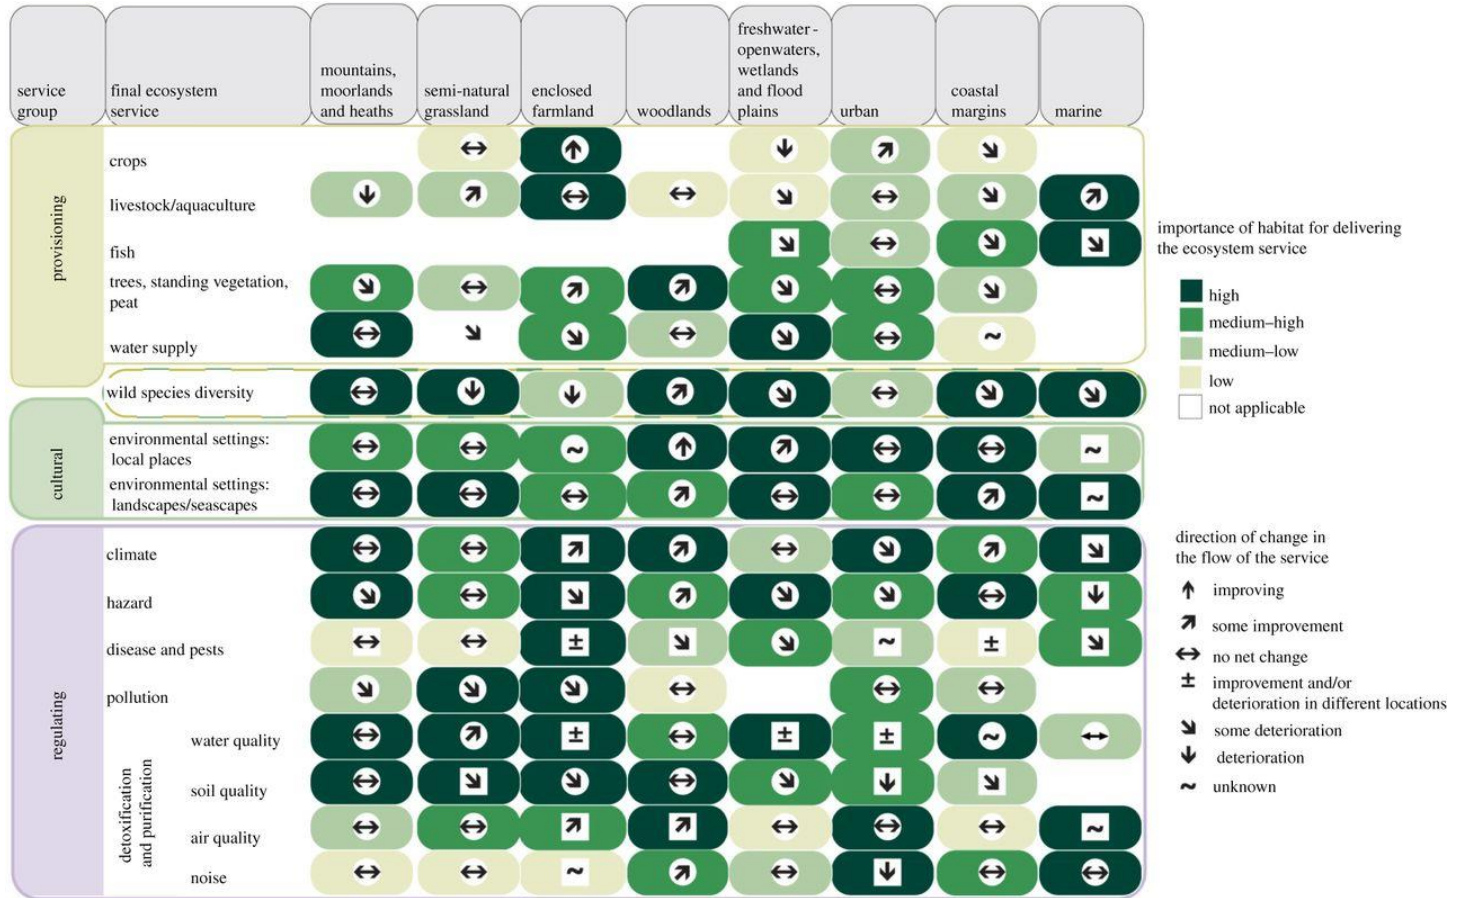 service
group
final ecosystem
service
mountains,
moorlands
and heaths
semi-natural
grassland
enclosed
farmland
woodlands
freshwater-
openwaters,
wetlands
and flood
plains
urban
coastal
margins
marine
provisioning
crops
livestock/aquaculture
fish
trees, standing vegetation,
peat
water supply
wild species diversity
cultural
environmental settings:
local places
environmental settings:
landscapes/seascapes
regulating
climate
hazard
disease and pests
pollution
detoxification
and purification
water quality
soil quality
air quality
noise
importance of habitat for delivering
the ecosystem service
high
medium–high
medium–low
low
not applicable
direction of change in
the flow of the service
improving
some improvement
no net change
improvement and/or
deterioration in different locations
some deterioration
deterioration
unknown